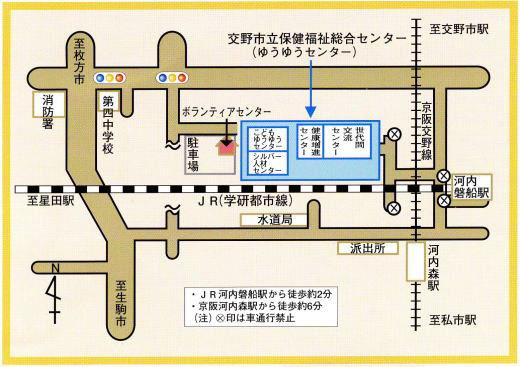 交野市立保健福祉総合センター
（ゆうゆうセンター）
至交野市駅
至枚方市
消防署
第四中学校
ボランティアセンター
駐車場
こども
ゆうゆう
センター
シルバー
人材
センター
健康増進
センター
世代間
交流
センター
京阪交野線
河内
磐船駅
至星田駅
ＪＲ(学研都市線)
水道局
派出所
河内森駅
N
至生駒市
・ＪＲ河内磐船駅から徒歩約2分
・京阪河内森駅から徒歩約6分
（注）⊗印は車通行禁止
至私市駅